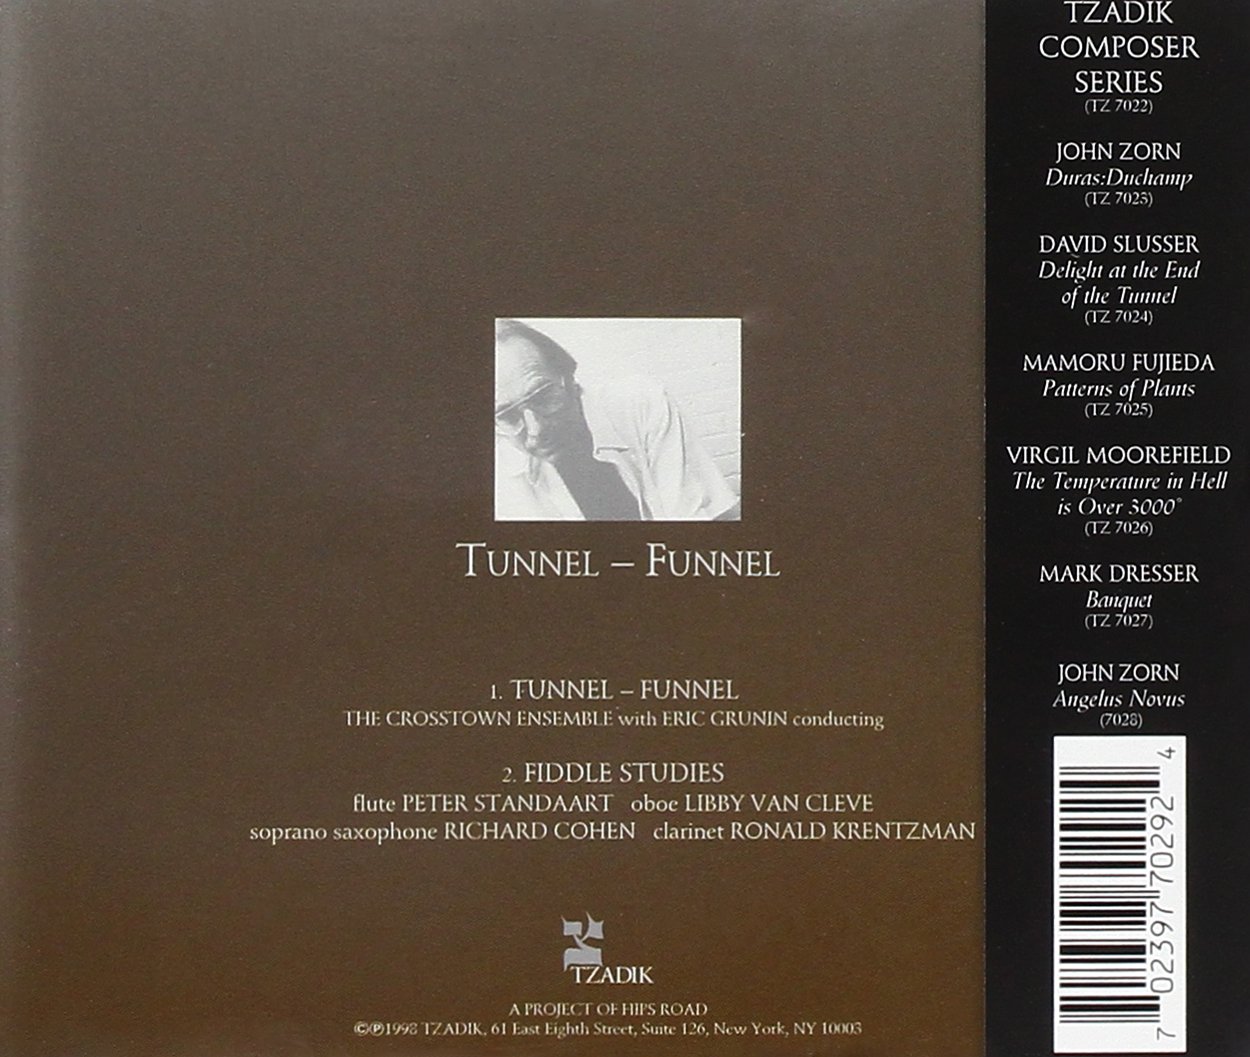 TUNNEL – FUNNEL
1. TUNNEL – FUNNEL
THE CROSSTOWN ENSEMBLE with ERIC GRUNIN conducting
2. FIDDLE STUDIES
flute PETER STANDAART oboe LIBBY VAN CLEVE
soprano saxophone RICHARD COHEN clarinet RONALD KRENTZMAN
צ
TZADIK
A PROJECT OF HIPS ROAD
©℗1998 TZADIK, 61 East Eighth Street, Suite 126, New York, NY 10003
TZADIK
COMPOSER
SERIES
(TZ 7022)
JOHN ZORN
Duras:Duchamp
(TZ 7023)
DAVID SLUSSER
Delight at the End
of the Tunnel
(TZ 7024)
MAMORU FUJIEDA
Patterns of Plants
(TZ 7025)
VIRGIL MOOREFIELD
The Temperature in Hell
is Over 3000°
(TZ 7026)
MARK DRESSER
Banquet
(TZ 7027)
JOHN ZORN
Angelus Novus
(7028)
7 02397 70292 4